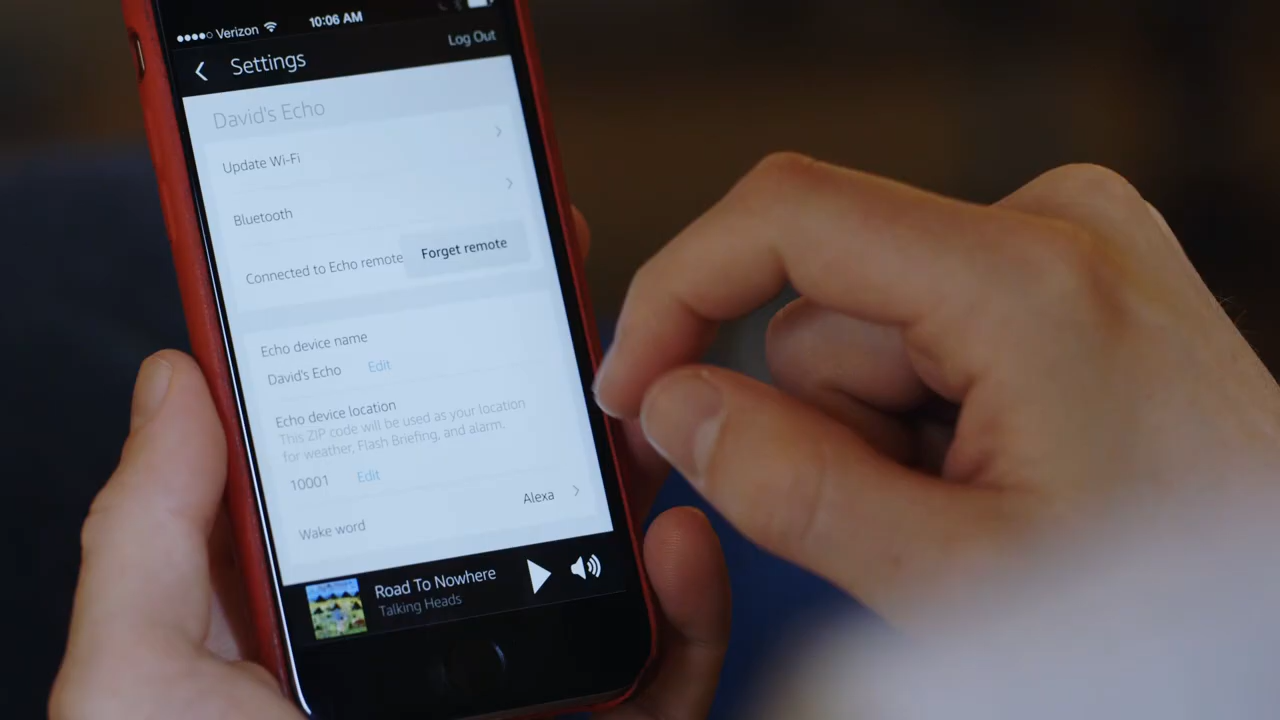 Verizon 10:06 AM
Settings Log Out
David's Echo
Update Wi-Fi
Bluetooth
Connected to Echo remote Forget remote
Echo device name
David's Echo Edit
Echo device location
This ZIP code will be used as your location
for weather, Flash Briefing, and alarm.
10001 Edit
Wake word Alexa
Road To Nowhere
Talking Heads